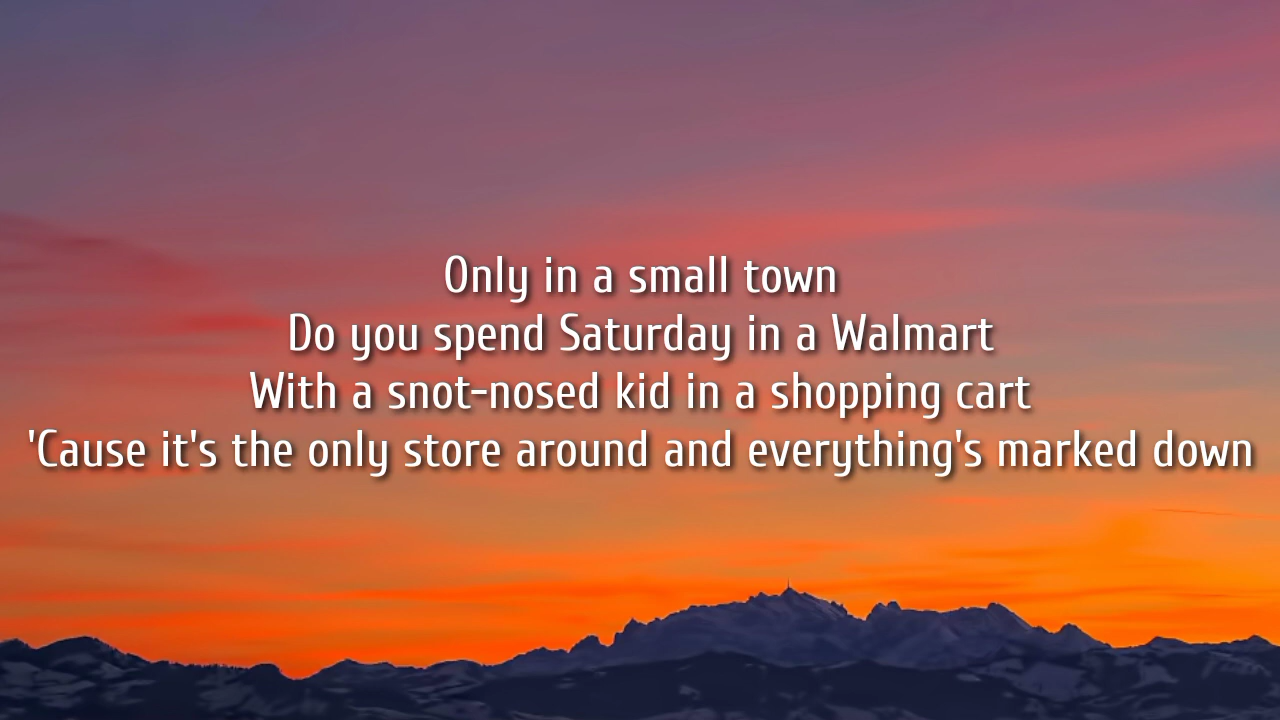 Only in a small town
Do you spend Saturday in a Walmart
With a snot-nosed kid in a shopping cart
'Cause it's the only store around and everything's marked down